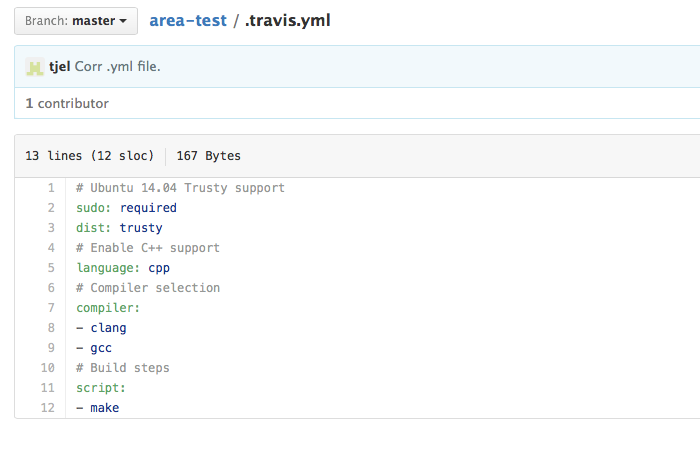 Branch: master area-test / .travis.yml
tjel Corr .yml file.
1 contributor
13 lines (12 sloc) 167 Bytes
1 # Ubuntu 14.04 Trusty support
2 sudo: required
3 dist: trusty
4 # Enable C++ support
5 language: cpp
6 # Compiler selection
7 compiler:
8 - clang
9 - gcc
10 # Build steps
11 script:
12 - make